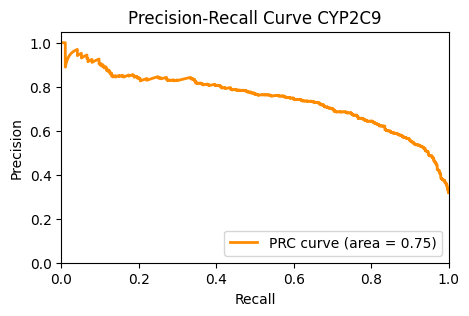 Precision-Recall Curve CYP2C9
1.0
0.8
0.6
0.4
0.2
0.0
Precision
PRC curve (area = 0.75)
0.0 0.2 0.4 0.6 0.8 1.0
Recall